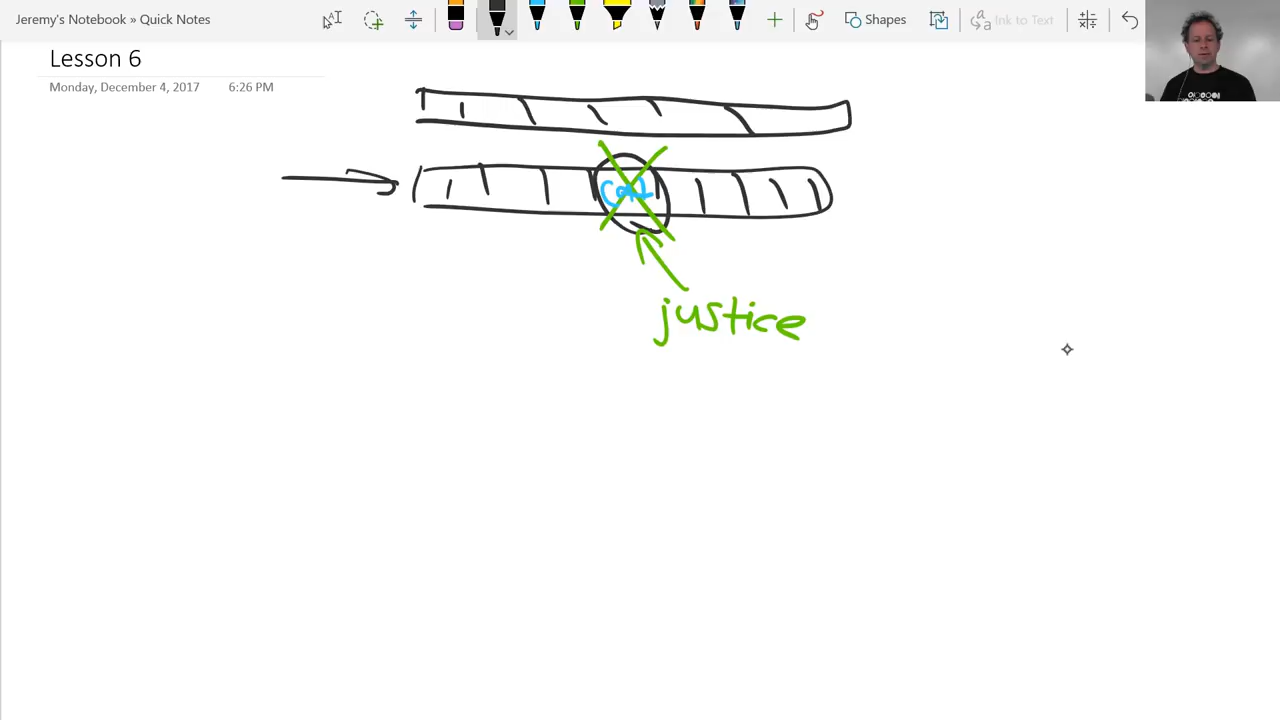 Jeremy's Notebook » Quick Notes
Shapes
Ink to Text
Lesson 6
Monday, December 4, 2017 6:26 PM
cat
justice